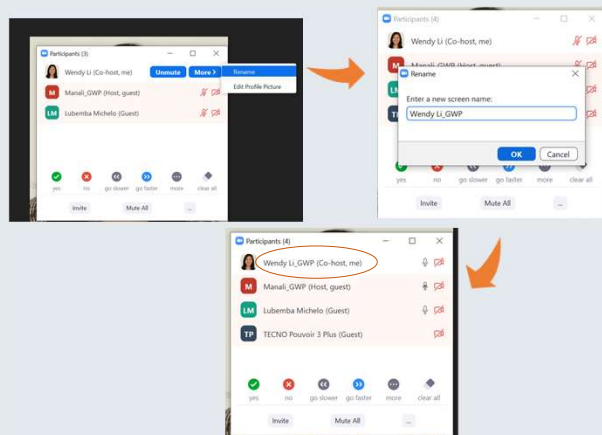 Participants (3)
Wendy Li (Co-host, me)
Unmute
More >
Rename
Edit Profile Picture
M
Manali_GWP (Host, guest)
LM
Lubemba Michelo (Guest)
yes
no
go slower
go faster
more
clear all
Invite
Mute All
...
Participants (4)
Wendy Li (Co-host, me)
M
Manali_GWP (Host, guest)
Rename
Enter a new screen name:
Wendy Li_GWP
OK
Cancel
yes
no
go slower
go faster
more
clear all
Invite
Mute All
...
Participants (4)
Wendy Li_GWP (Co-host, me)
M
Manali_GWP (Host, guest)
LM
Lubemba Michelo (Guest)
TP
TECNO Pouvoir 3 Plus (Guest)
yes
no
go slower
go faster
more
clear all
Invite
Mute All
...